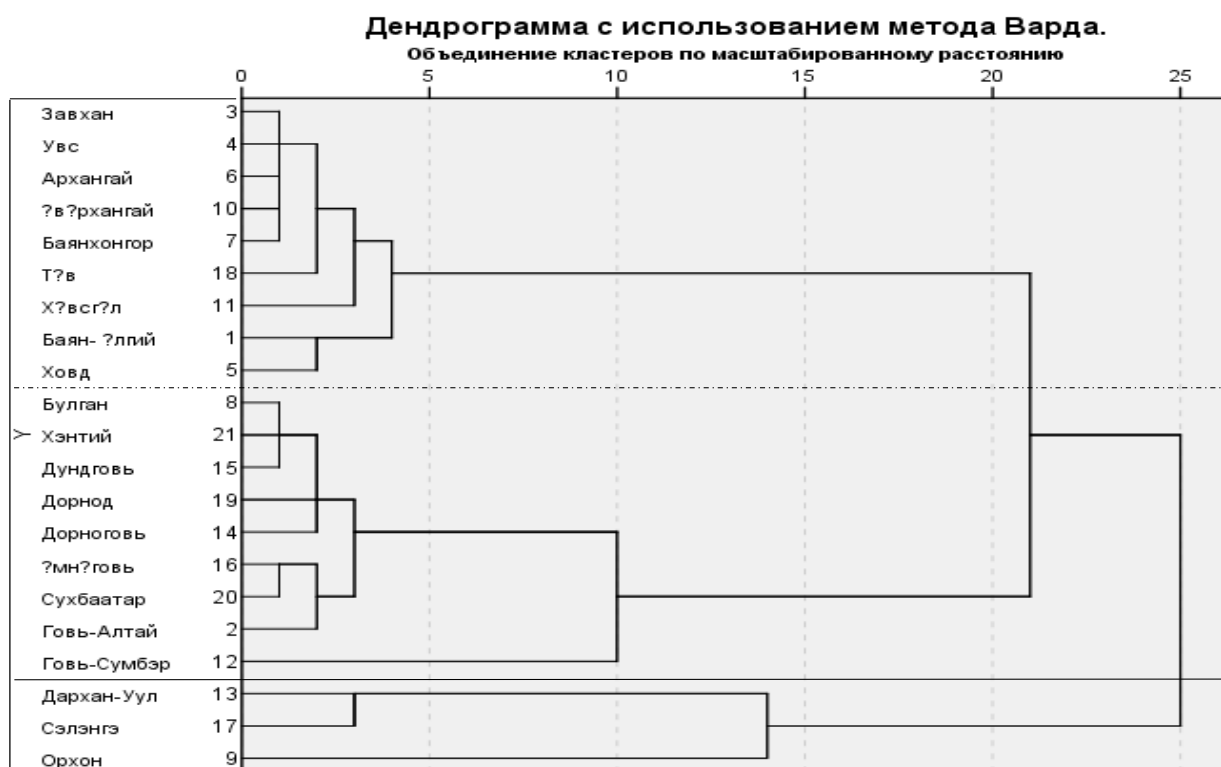 Дендрограмма с использованием метода Варда.
Объединение кластеров по масштабированному расстоянию
0 5 10 15 20 25
Завхан 3
Увс 4
Архангай 6
?в?рхангай 10
Баянхонгор 7
Т?в 18
Х?всг?л 11
Баян- ?лгий 1
Ховд 5
Булган 8
Y Хэнтий 21
Дундговь 15
Дорнод 19
Дорноговь 14
?мн?говь 16
Сухбаатар 20
Говь-Алтай 2
Говь-Сумбэр 12
Дархан-Уул 13
Сэлэнгэ 17
Орхон 9